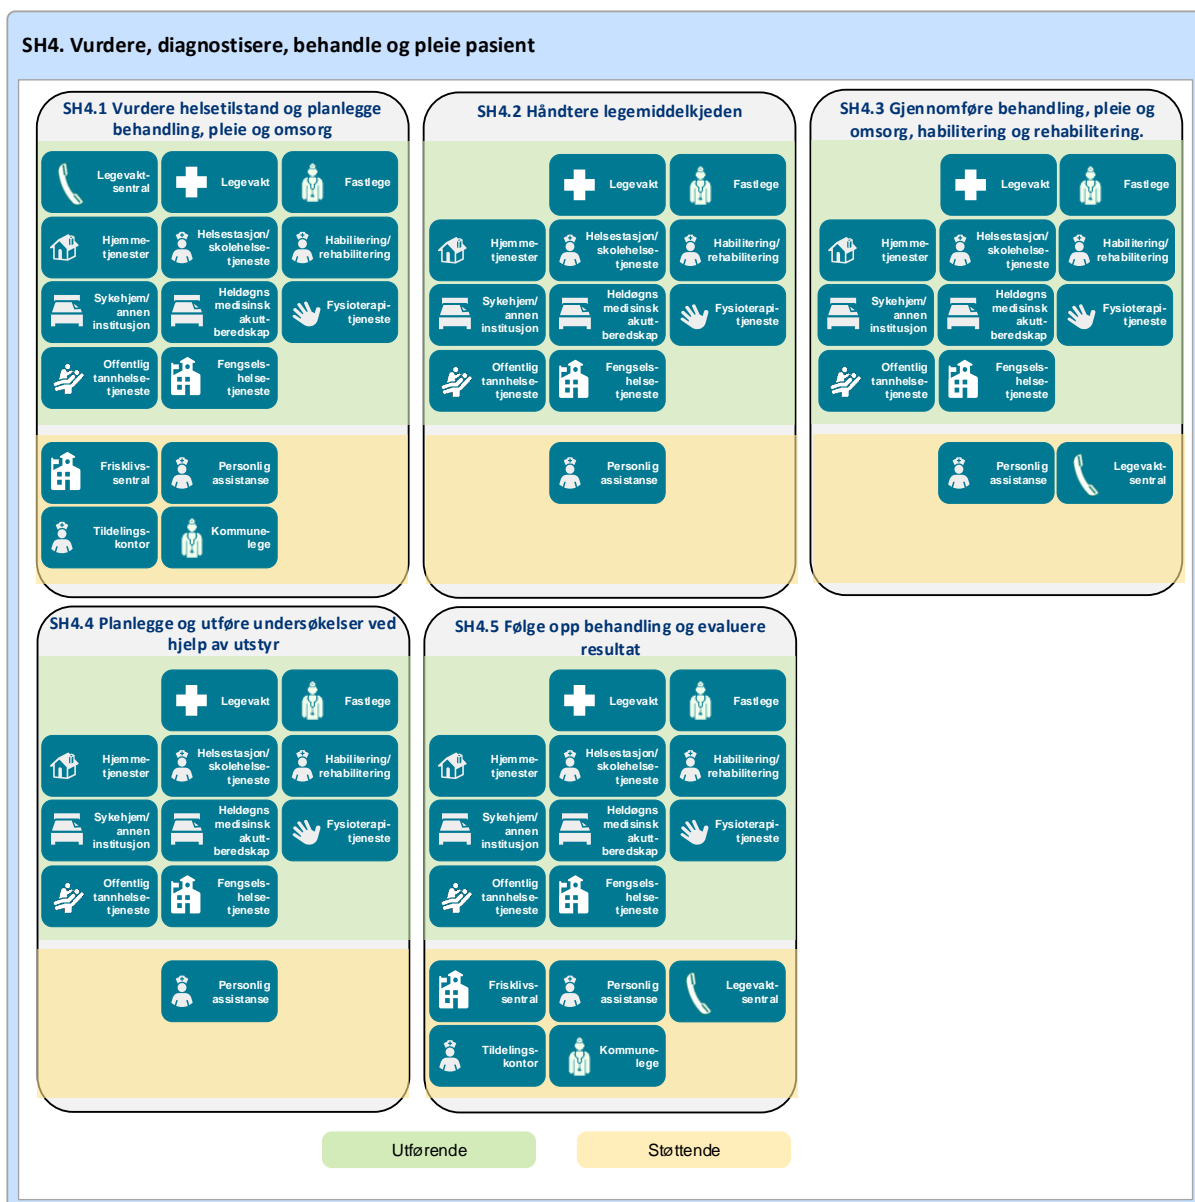 SH4. Vurdere, diagnostisere, behandle og pleie pasient
SH4.1 Vurdere helsetilstand og planlegge
behandling, pleie og omsorg
Legevakt-
sentral
Legevakt
Fastlege
Hjemme-
tjenester
Helsestasjon/
skolehelse-
tjeneste
Habilitering/
rehabilitering
Sykehjem/
annen
institusjon
Heldøgns
medisinsk
akutt-
beredskap
Fysioterapi-
tjeneste
Offentlig
tannhelse-
tjeneste
Fengsels-
helse-
tjeneste
Frisklivs-
sentral
Personlig
assistanse
Tildelings-
kontor
Kommune-
lege
SH4.2 Håndtere legemiddelkjeden
Legevakt
Fastlege
Hjemme-
tjenester
Helsestasjon/
skolehelse-
tjeneste
Habilitering/
rehabilitering
Sykehjem/
annen
institusjon
Heldøgns
medisinsk
akutt-
beredskap
Fysioterapi-
tjeneste
Offentlig
tannhelse-
tjeneste
Fengsels-
helse-
tjeneste
Personlig
assistanse
SH4.3 Gjennomføre behandling, pleie og
omsorg, habilitering og rehabilitering.
Legevakt
Fastlege
Hjemme-
tjenester
Helsestasjon/
skolehelse-
tjeneste
Habilitering/
rehabilitering
Sykehjem/
annen
institusjon
Heldøgns
medisinsk
akutt-
beredskap
Fysioterapi-
tjeneste
Offentlig
tannhelse-
tjeneste
Fengsels-
helse-
tjeneste
Personlig
assistanse
Legevakt-
sentral
SH4.4 Planlegge og utføre undersøkelser ved
hjelp av utstyr
Legevakt
Fastlege
Hjemme-
tjenester
Helsestasjon/
skolehelse-
tjeneste
Habilitering/
rehabilitering
Sykehjem/
annen
institusjon
Heldøgns
medisinsk
akutt-
beredskap
Fysioterapi-
tjeneste
Offentlig
tannhelse-
tjeneste
Fengsels-
helse-
tjeneste
Personlig
assistanse
SH4.5 Følge opp behandling og evaluere
resultat
Legevakt
Fastlege
Hjemme-
tjenester
Helsestasjon/
skolehelse-
tjeneste
Habilitering/
rehabilitering
Sykehjem/
annen
institusjon
Heldøgns
medisinsk
akutt-
beredskap
Fysioterapi-
tjeneste
Offentlig
tannhelse-
tjeneste
Fengsels-
helse-
tjeneste
Frisklivs-
sentral
Personlig
assistanse
Legevakt-
sentral
Tildelings-
kontor
Kommune-
lege
Utførende
Støttende